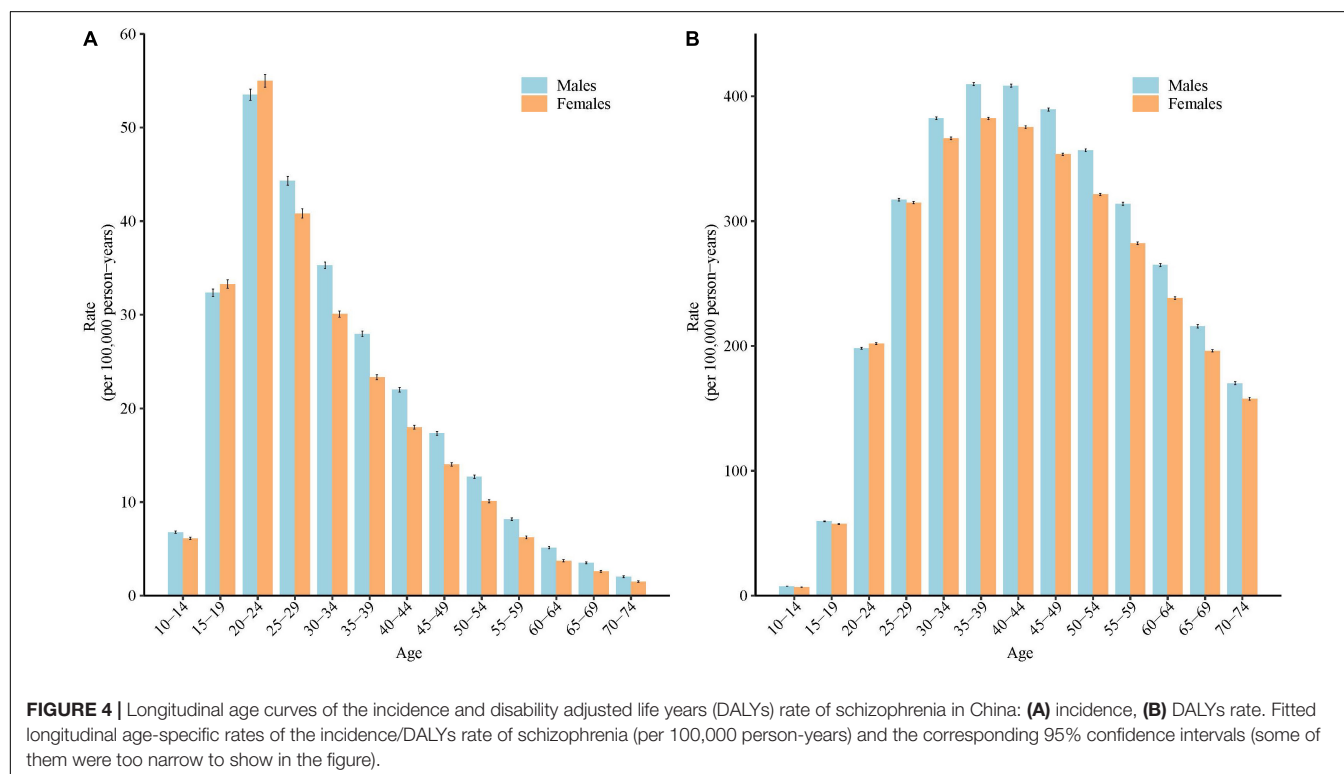 A
60
50
40
30
20
10
0
Rate
(per 100,000 person−years)
Males
Females
10−14
15−19
20−24
25−29
30−34
35−39
40−44
45−49
50−54
55−59
60−64
65−69
70−74
Age
B
400
300
200
100
0
Rate
(per 100,000 person−years)
Males
Females
10−14
15−19
20−24
25−29
30−34
35−39
40−44
45−49
50−54
55−59
60−64
65−69
70−74
Age
FIGURE 4 | Longitudinal age curves of the incidence and disability adjusted life years (DALYs) rate of schizophrenia in China: (A) incidence, (B) DALYs rate. Fitted
longitudinal age-specific rates of the incidence/DALYs rate of schizophrenia (per 100,000 person-years) and the corresponding 95% confidence intervals (some of
them were too narrow to show in the figure).